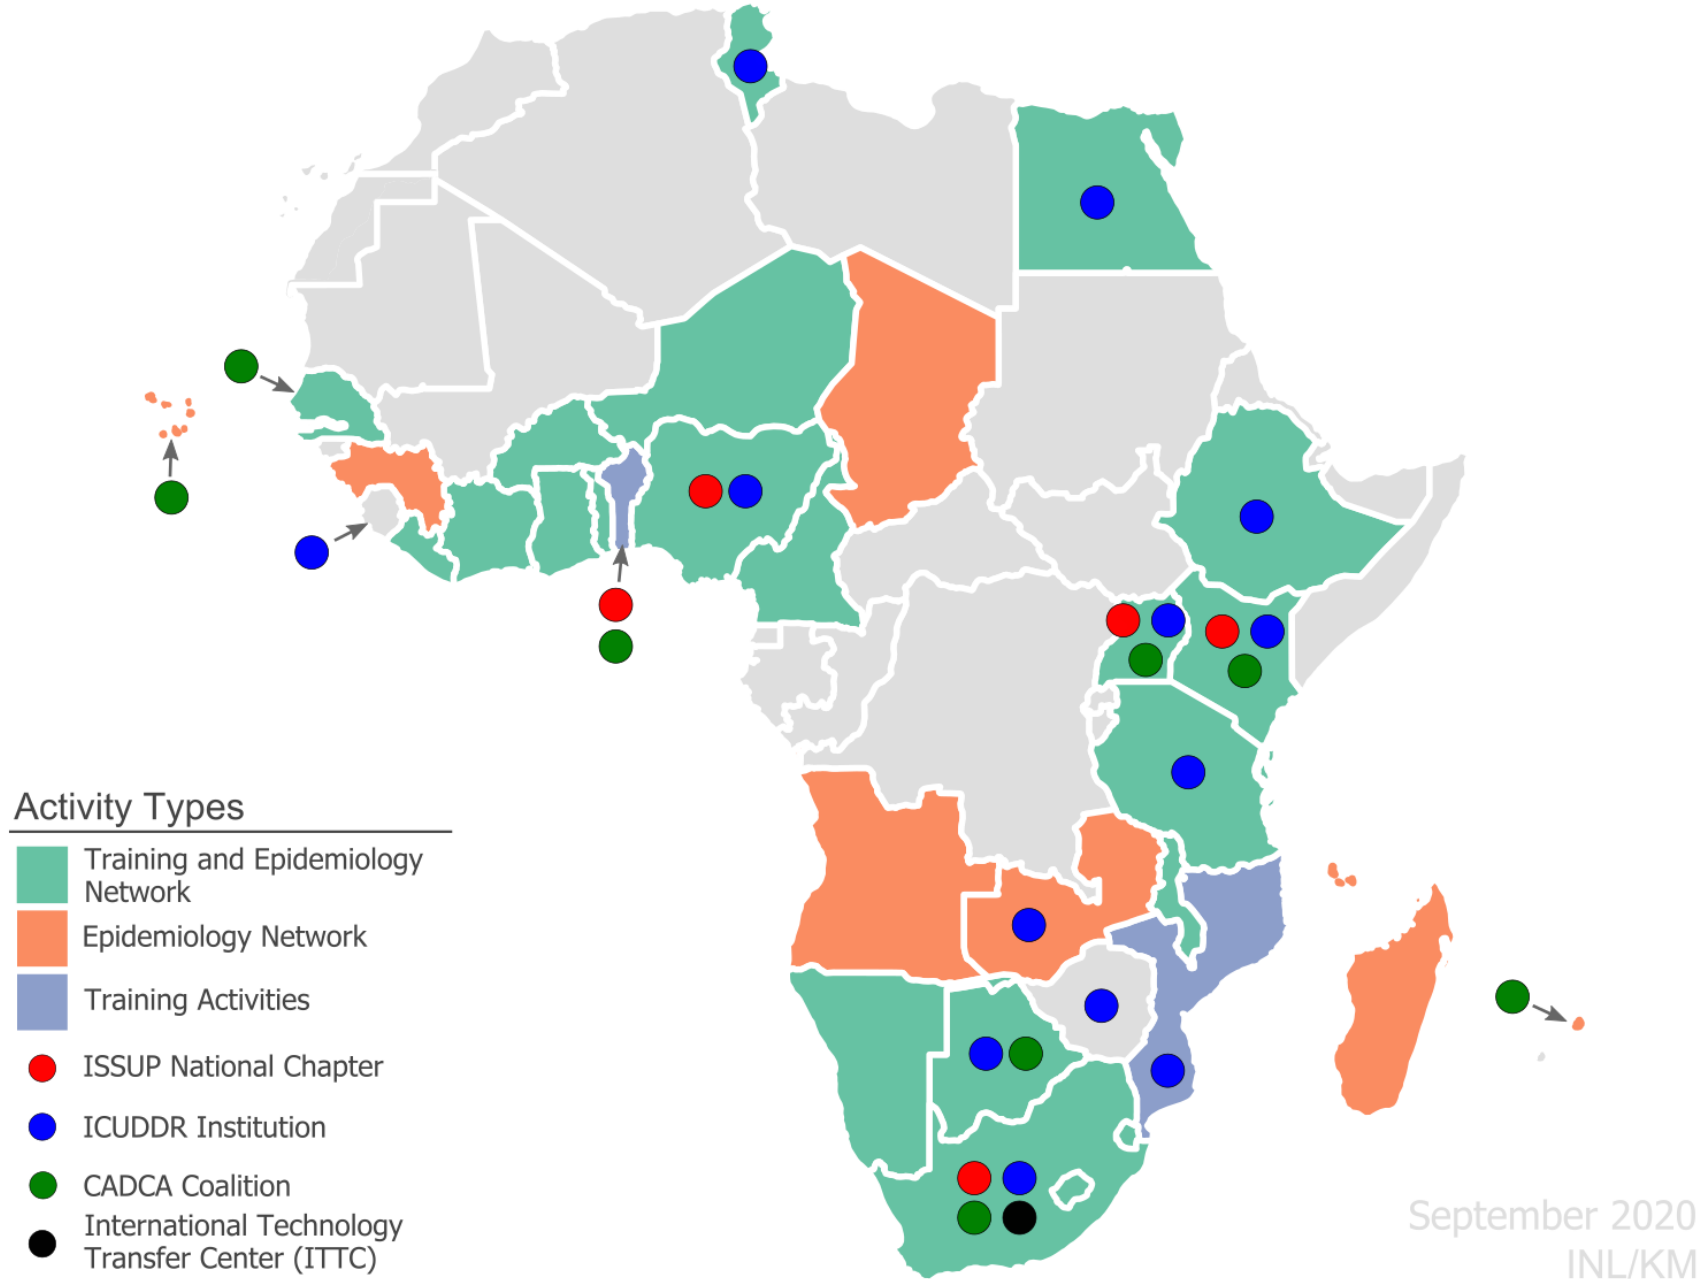 Activity Types
Training and Epidemiology
Network
Epidemiology Network
Training Activities
ISSUP National Chapter
ICUDDR Institution
CADCA Coalition
International Technology
Transfer Center (ITTC)
September 2020
INL/KM